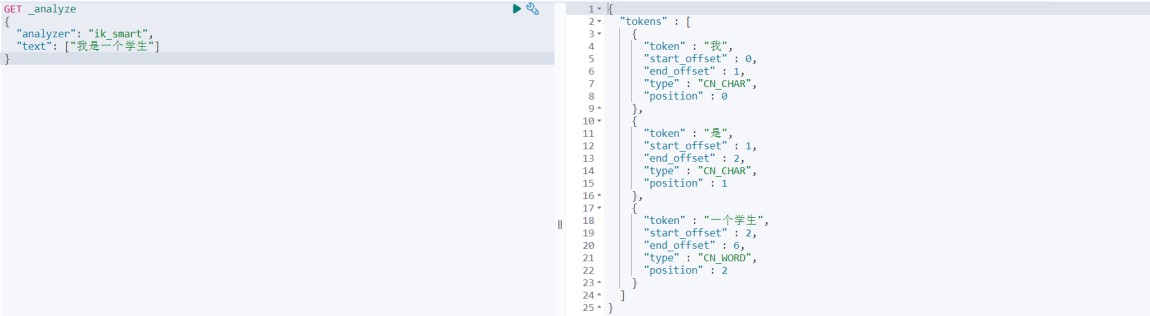 GET _analyze
{
  "analyzer": "ik_smart",
  "text": ["我是一个学生"]
}
1 {
2   "tokens" : [
3     {
4       "token" : "我",
5       "start_offset" : 0,
6       "end_offset" : 1,
7       "type" : "CN_CHAR",
8       "position" : 0
9     },
10     {
11       "token" : "是",
12       "start_offset" : 1,
13       "end_offset" : 2,
14       "type" : "CN_CHAR",
15       "position" : 1
16     },
17     {
18       "token" : "一个学生",
19       "start_offset" : 2,
20       "end_offset" : 6,
21       "type" : "CN_WORD",
22       "position" : 2
23     }
24   ]
25 }